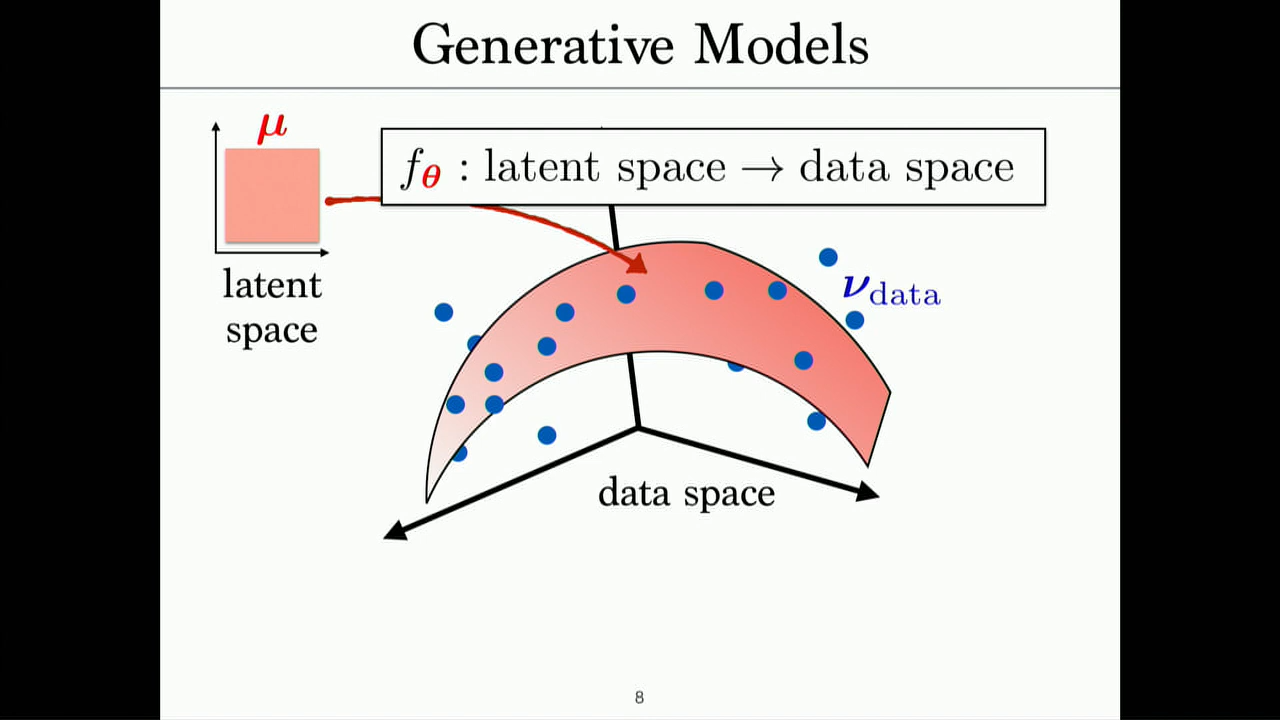 Generative Models
μ
f_θ : latent space → data space
latent
space
ν_data
data space
8